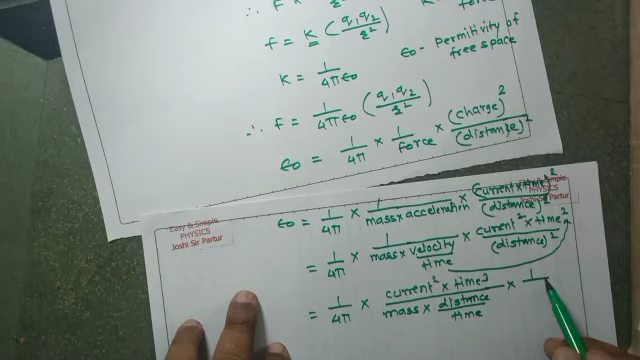 ∴ F ∝
force
F = k (q₁q₂/r²)
ε₀ - Permitivity of
free space
K = 1/4πε₀
∴ F = 1/4πε₀ (q₁q₂/r²)
ε₀ = 1/4π × 1/force × (charge)²/(distance)²
Easy & Simple
PHYSICS
Joshi Sir Partur
PHYSICS
Joshi Sir Partur
ε₀ = 1/4π × 1/mass×acceleration × (current×time)²/(distance)²
= 1/4π × 1/(mass×velocity/time) × current²×time²/(distance)²
= 1/4π × current²×time³/(mass×distance/time) × 1